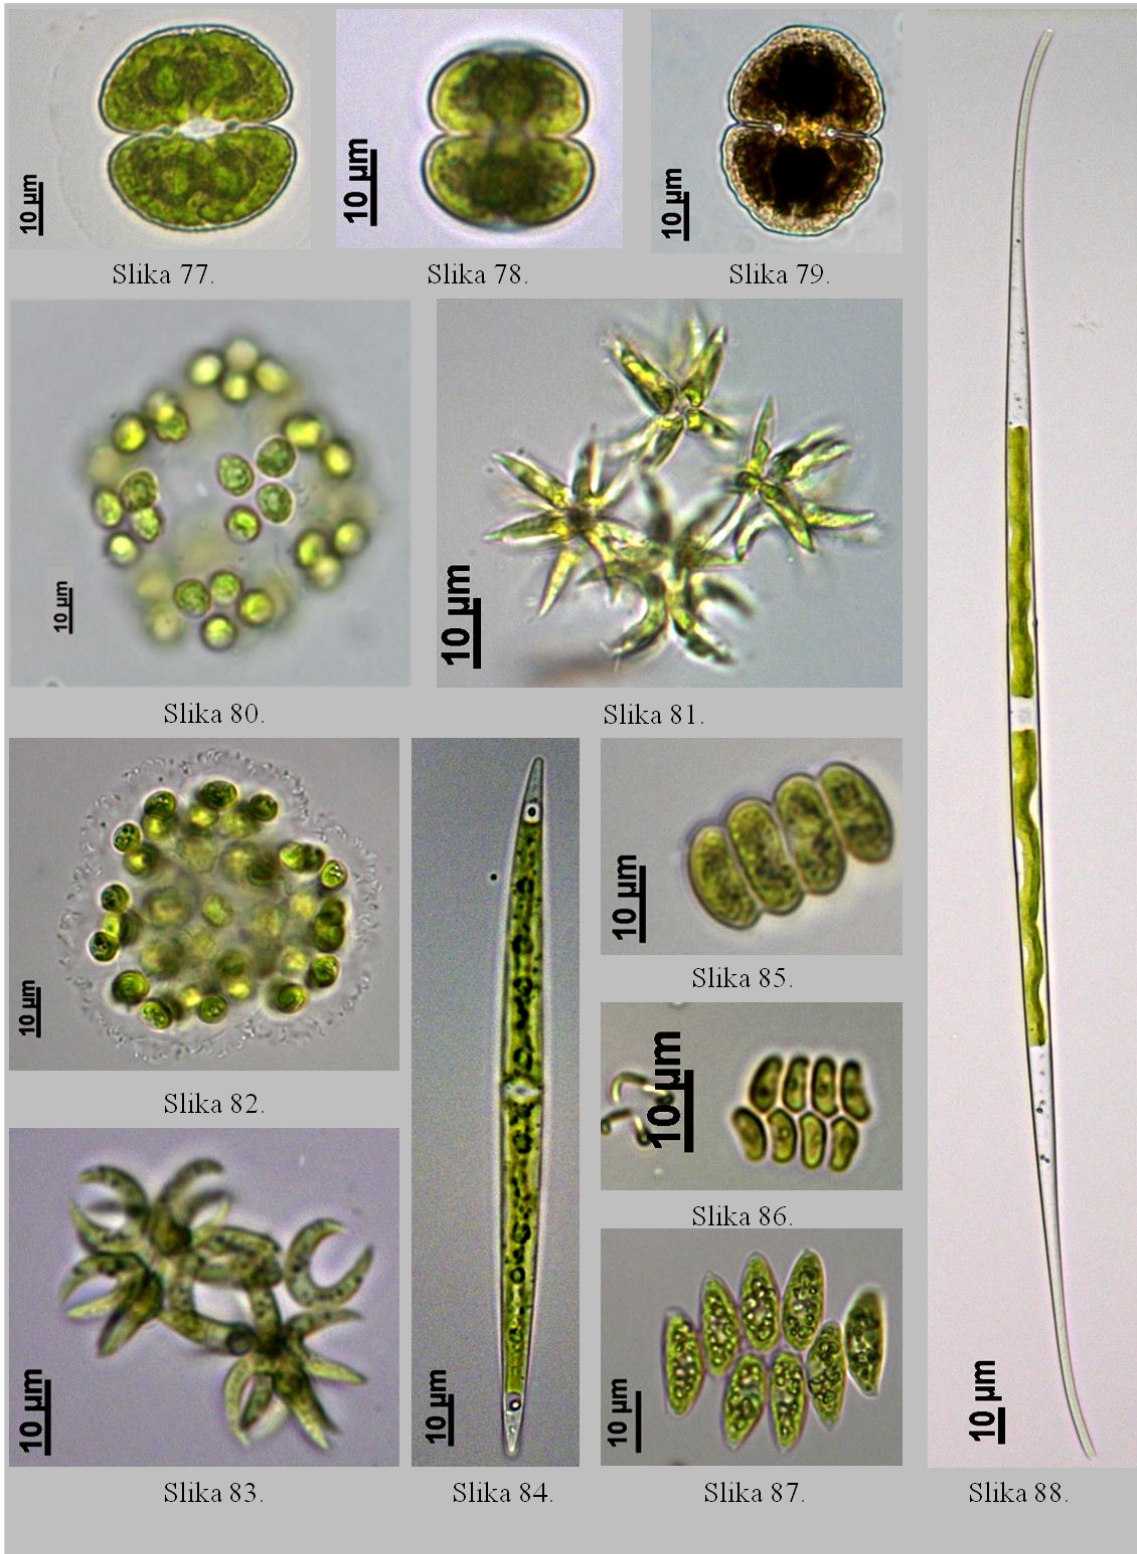 10 µm
10 µm
10 µm
Slika 77.
Slika 78.
Slika 79.
10 µm
10 µm
Slika 80.
Slika 81.
10 µm
10 µm
10 µm
Slika 82.
Slika 85.
10 µm
Slika 86.
10 µm
10 µm
10 µm
10 µm
Slika 83.
Slika 84.
Slika 87.
Slika 88.